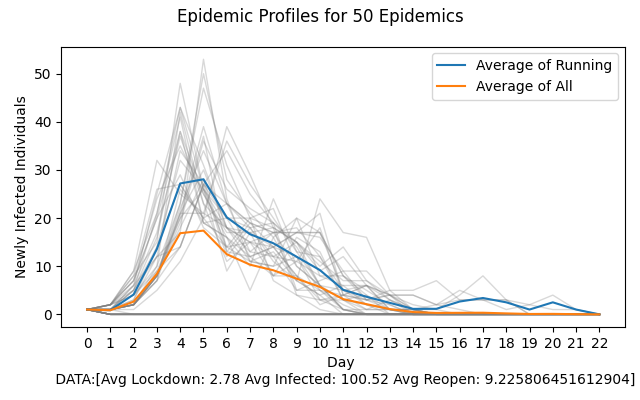 Epidemic Profiles for 50 Epidemics
Average of Running
Average of All
Newly Infected Individuals
50
40
30
20
10
0
0 1 2 3 4 5 6 7 8 9 10 11 12 13 14 15 16 17 18 19 20 21 22
Day
DATA:[Avg Lockdown: 2.78 Avg Infected: 100.52 Avg Reopen: 9.225806451612904]